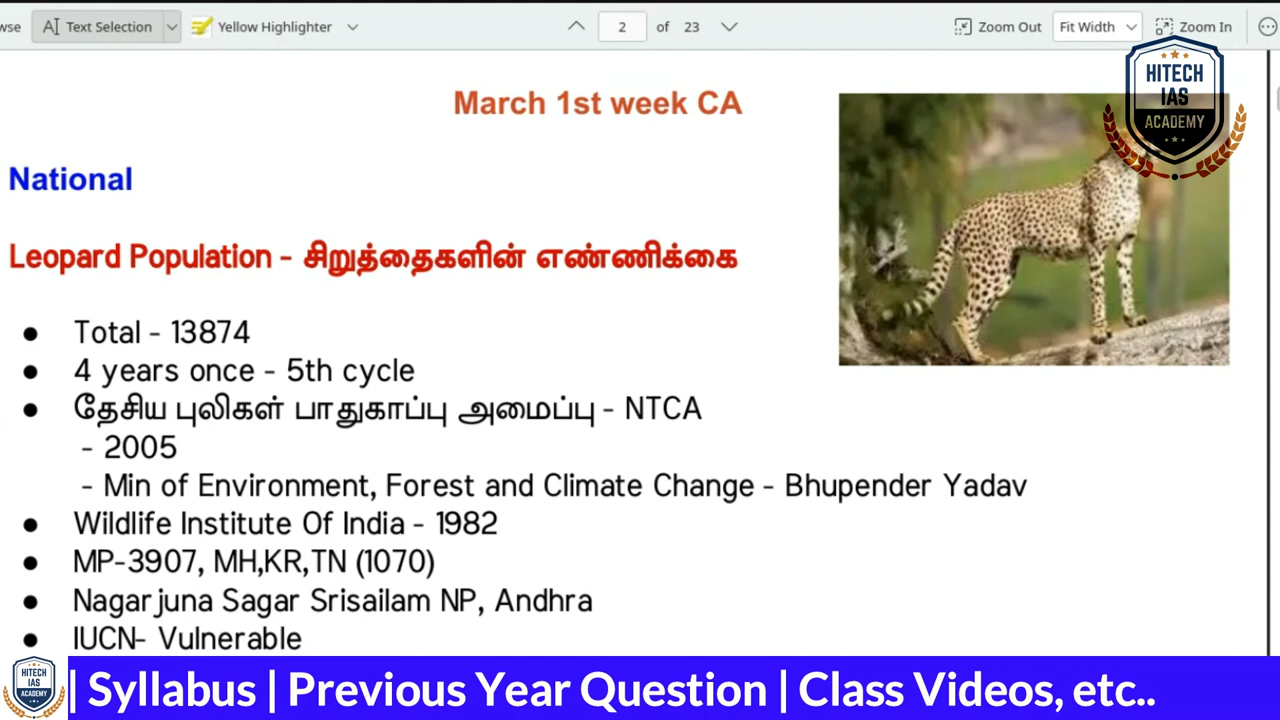 Text Selection
Yellow Highlighter
2 of 23
Zoom Out
Fit Width
Zoom In
HITECH
IAS
ACADEMY
March 1st week CA
National
Leopard Population - சிறுத்தைகளின் எண்ணிக்கை
● Total - 13874
● 4 years once - 5th cycle
● தேசிய புலிகள் பாதுகாப்பு அமைப்பு - NTCA
- 2005
- Min of Environment, Forest and Climate Change - Bhupender Yadav
● Wildlife Institute Of India - 1982
● MP-3907, MH,KR,TN (1070)
● Nagarjuna Sagar Srisailam NP, Andhra
● IUCN- Vulnerable
HITECH
IAS
ACADEMY
| Syllabus | Previous Year Question | Class Videos, etc..